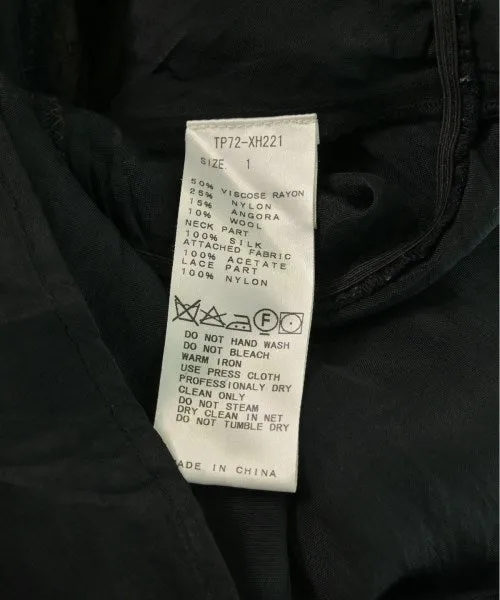 TP72-XH221
SIZE 1
50% VISCOSE RAYON
25% NYLON
15% ANGORA
10% WOOL
NECK PART
100% SILK
ATTACHED FABRIC
100% ACETATE
LACE PART
100% NYLON
F
DO NOT HAND WASH
DO NOT BLEACH
WARM IRON
USE PRESS CLOTH
PROFESSIONALY DRY
CLEAN ONLY
DO NOT STEAM
DRY CLEAN IN NET
DO NOT TUMBLE DRY
ADE IN CHINA